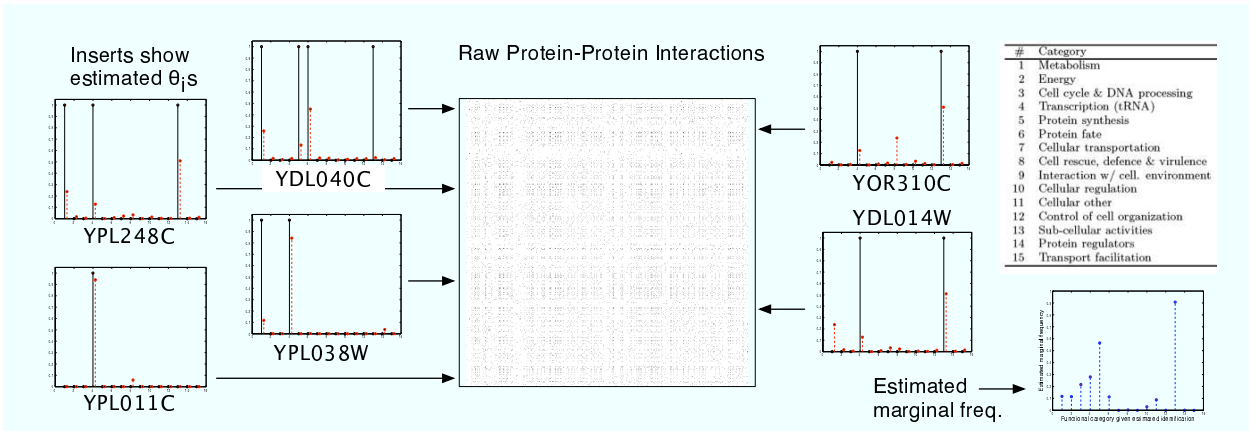 Inserts show
estimated θis
Raw Protein-Protein Interactions
YDL040C
YPL248C
YPL038W
YPL011C
YOR310C
YDL014W
# Category
1 Metabolism
2 Energy
3 Cell cycle & DNA processing
4 Transcription (tRNA)
5 Protein synthesis
6 Protein fate
7 Cellular transportation
8 Cell rescue, defence & virulence
9 Interaction w/ cell. environment
10 Cellular regulation
11 Cellular other
12 Control of cell organization
13 Sub-cellular activities
14 Protein regulators
15 Transport facilitation
Estimated
marginal freq.
Estimated marginal frequency
Functional category given estimated identification